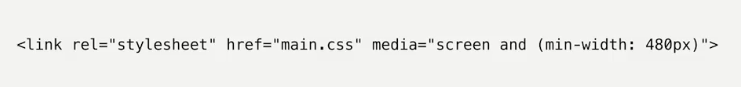 <link rel="stylesheet" href="main.css" media="screen and (min-width: 480px)">